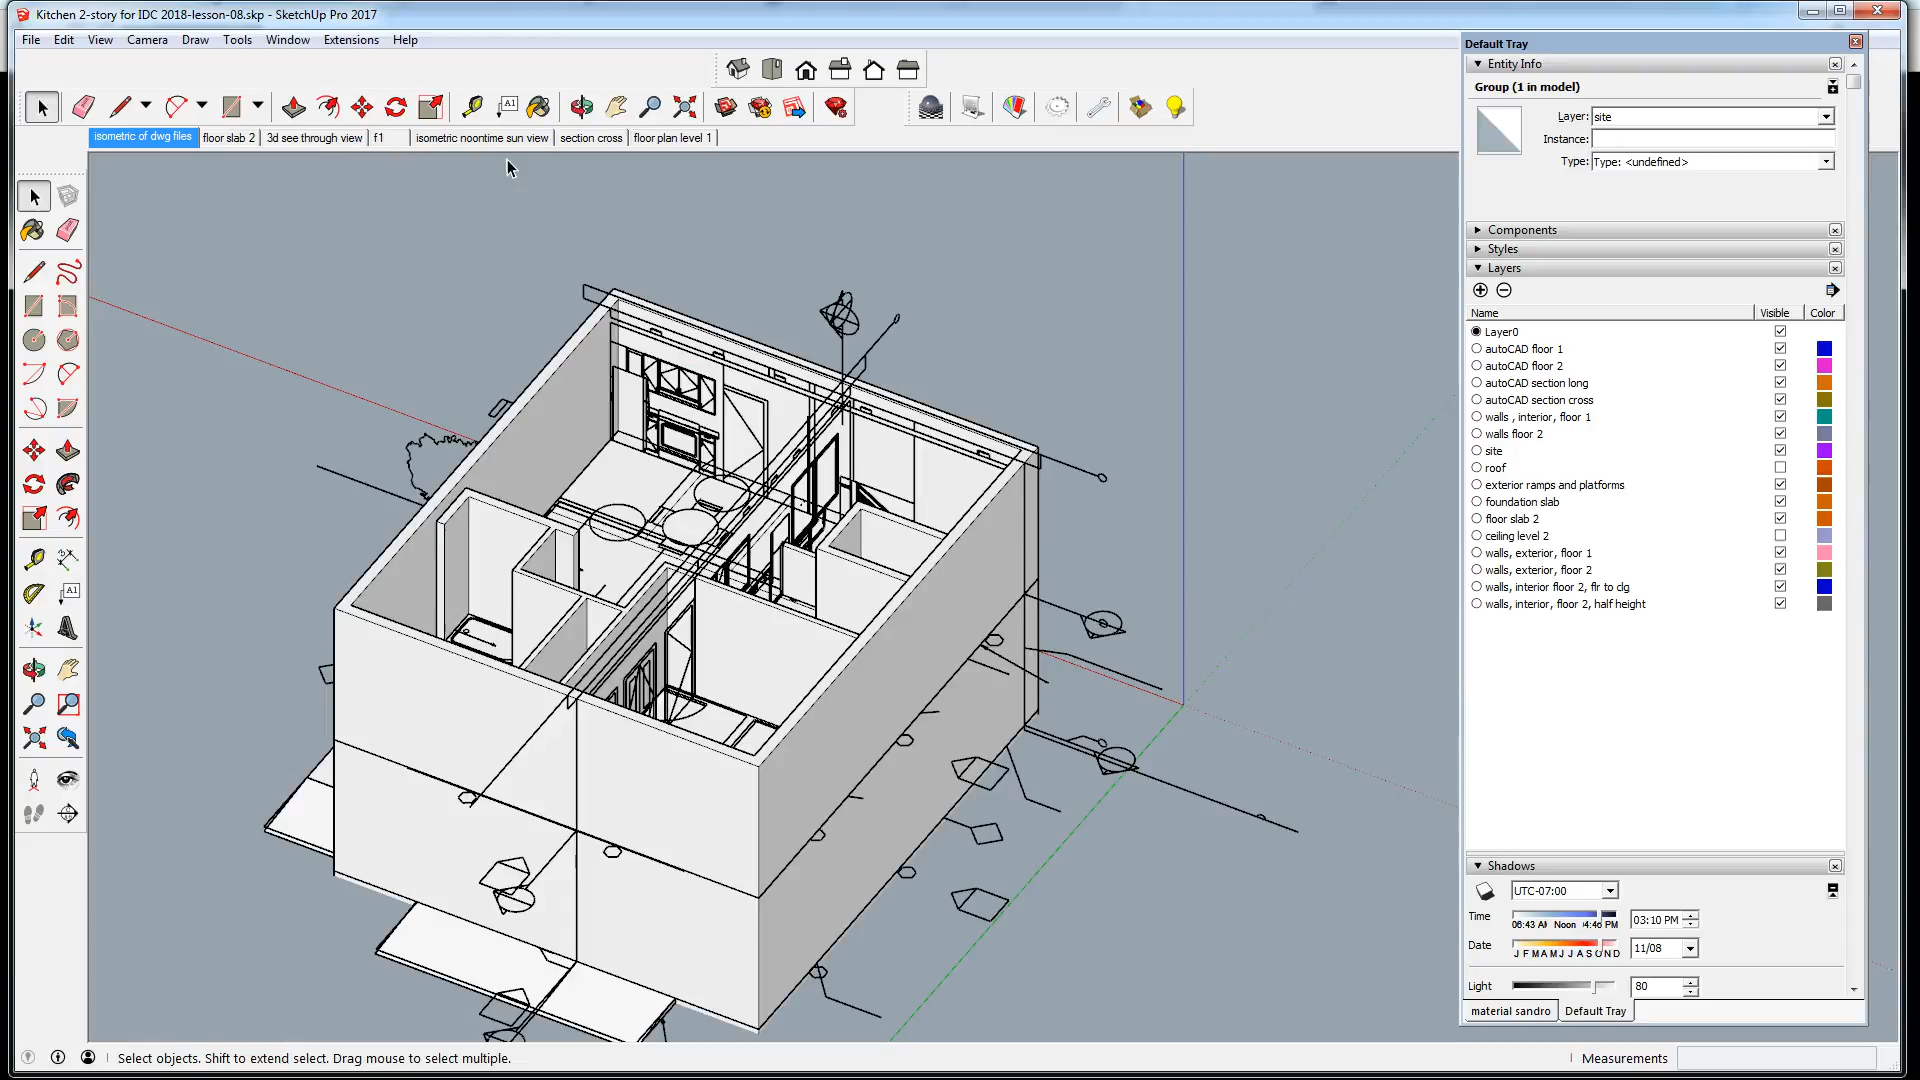 Kitchen 2-story for IDC 2018-lesson-08.skp - SketchUp Pro 2017
File Edit View Camera Draw Tools Window Extensions Help
A1
isometric of dwg files floor slab 2 3d see through view f1 isometric noontime sun view section cross floor plan level 1
A1
Default Tray
Entity Info
Group (1 in model)
Layer: site
Instance:
Type: Type: <undefined>
Components
Styles
Layers
Name Visible Color
Layer0
autoCAD floor 1
autoCAD floor 2
autoCAD section long
autoCAD section cross
walls , interior, floor 1
walls floor 2
site
roof
exterior ramps and platforms
foundation slab
floor slab 2
ceiling level 2
walls, exterior, floor 1
walls, exterior, floor 2
walls, interior floor 2, flr to clg
walls, interior, floor 2, half height
Shadows
UTC-07:00
Time 03:10 PM
Noon
Date 11/08
J F M A M J J A S O N D
Light 80
material sandro Default Tray
Select objects. Shift to extend select. Drag mouse to select multiple.
Measurements